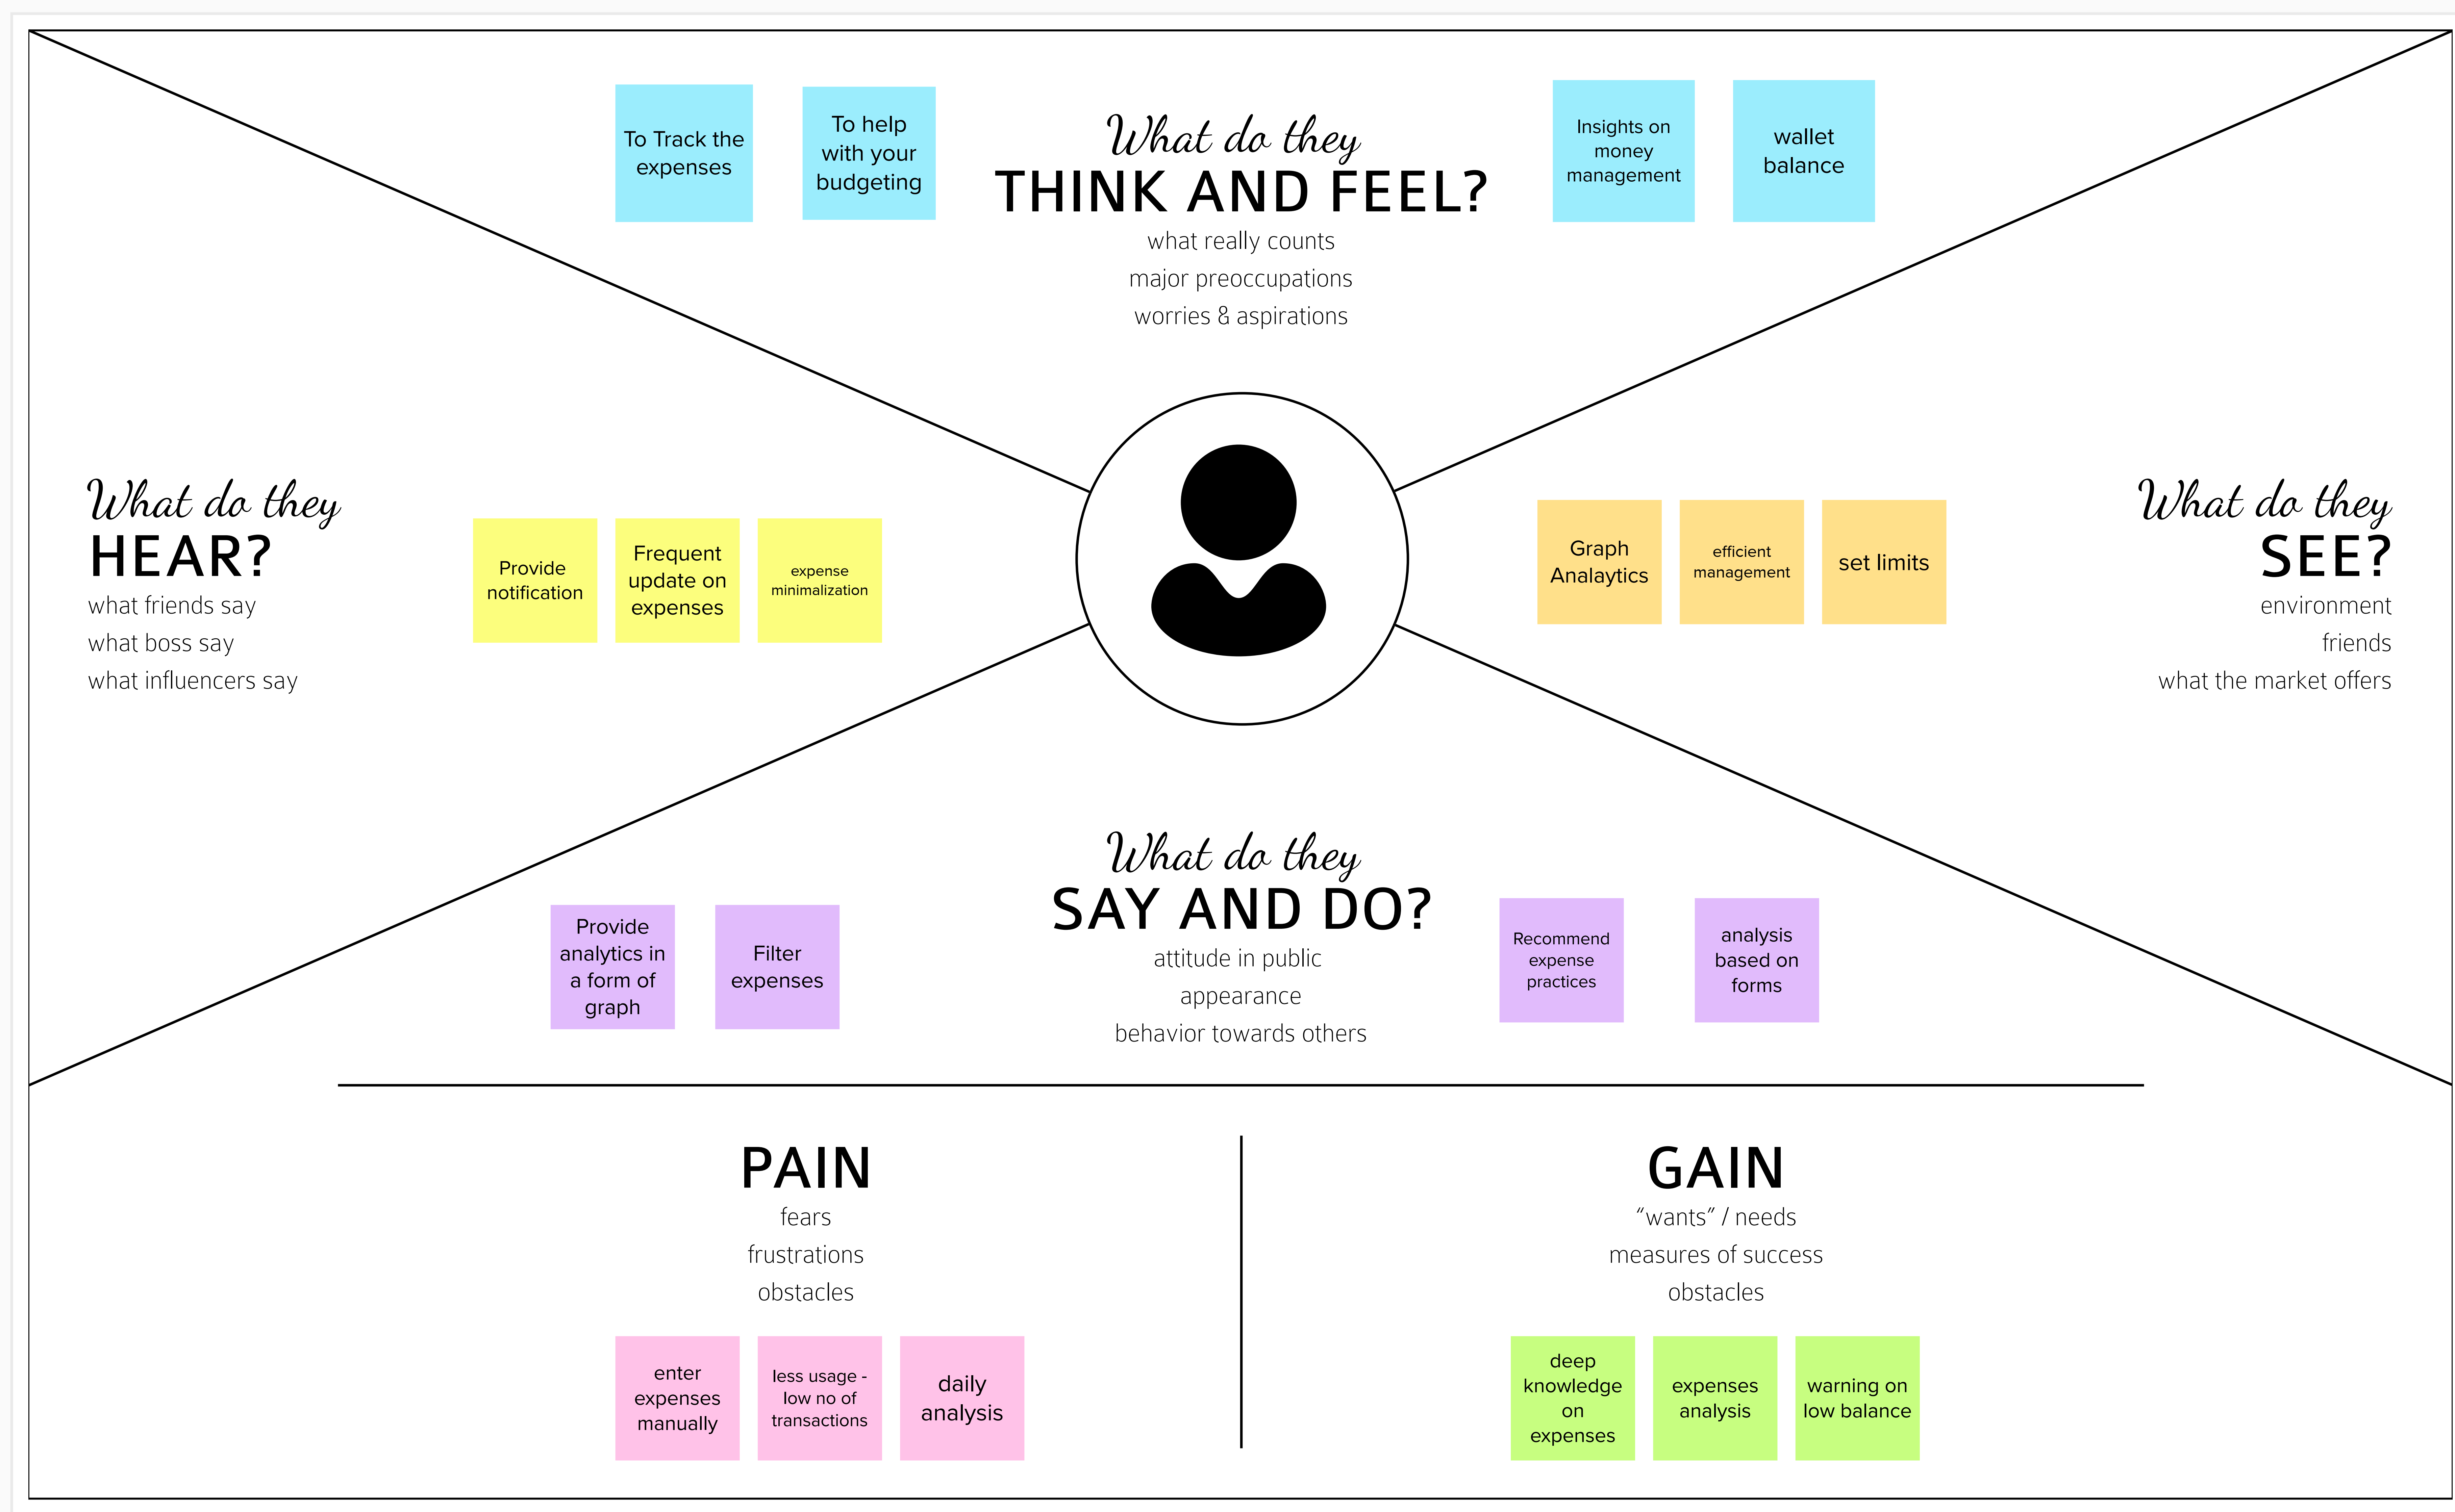 To Track the
expenses
To help
with your
budgeting
What do they
THINK AND FEEL?
what really counts
major preoccupations
worries & aspirations
Insights on
money
management
wallet
balance
What do they
HEAR?
what friends say
what boss say
what influencers say
Provide
notification
Frequent
update on
expenses
expense
minimalization
Graph
Analaytics
efficient
management
set limits
What do they
SEE?
environment
friends
what the market offers
Provide
analytics in
a form of
graph
Filter
expenses
What do they
SAY AND DO?
attitude in public
appearance
behavior towards others
Recommend
expense
practices
analysis
based on
forms
PAIN
fears
frustrations
obstacles
enter
expenses
manually
less usage -
low no of
transactions
daily
analysis
GAIN
“wants” / needs
measures of success
obstacles
deep
knowledge
on
expenses
expenses
analysis
warning on
low balance